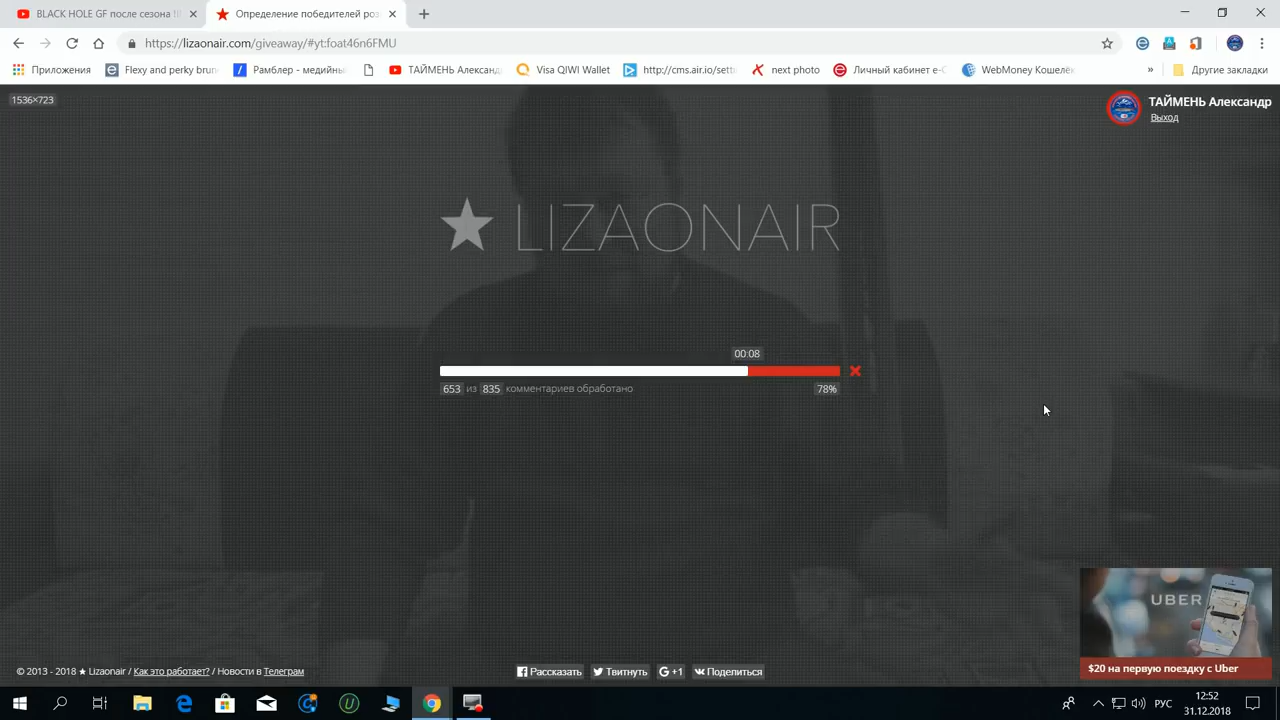 BLACK HOLE GF после сезона !!
Определение победителей роз
https://lizaonair.com/giveaway/#yt:foat46n6FMU
Приложения
Flexy and perky brun
Рамблер - медийны
ТАЙМЕНЬ Александ
Visa QIWI Wallet
http://cms.air.io/sett
next photo
Личный кабинет е-С
WebMoney Кошелёк
»
Другие закладки
1536×723
ТАЙМЕНЬ Александр
Выход
★ LIZAONAIR
00:08
653 из 835 комментариев обработано
78%
UBER
$20 на первую поездку с Uber
© 2013 - 2018 ★ Lizaonair / Как это работает? / Новости в Телеграм
Рассказать
Твитнуть
G+ +1
Поделиться
РУС
12:52
31.12.2018